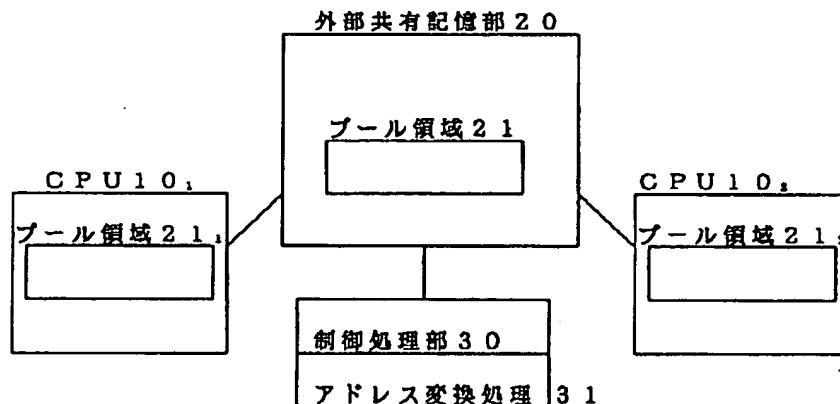 外部共有記憶部20
プール領域21
CPU10₁
プール領域21₁
CPU10₂
プール領域21₂
制御処理部30
アドレス変換処理31